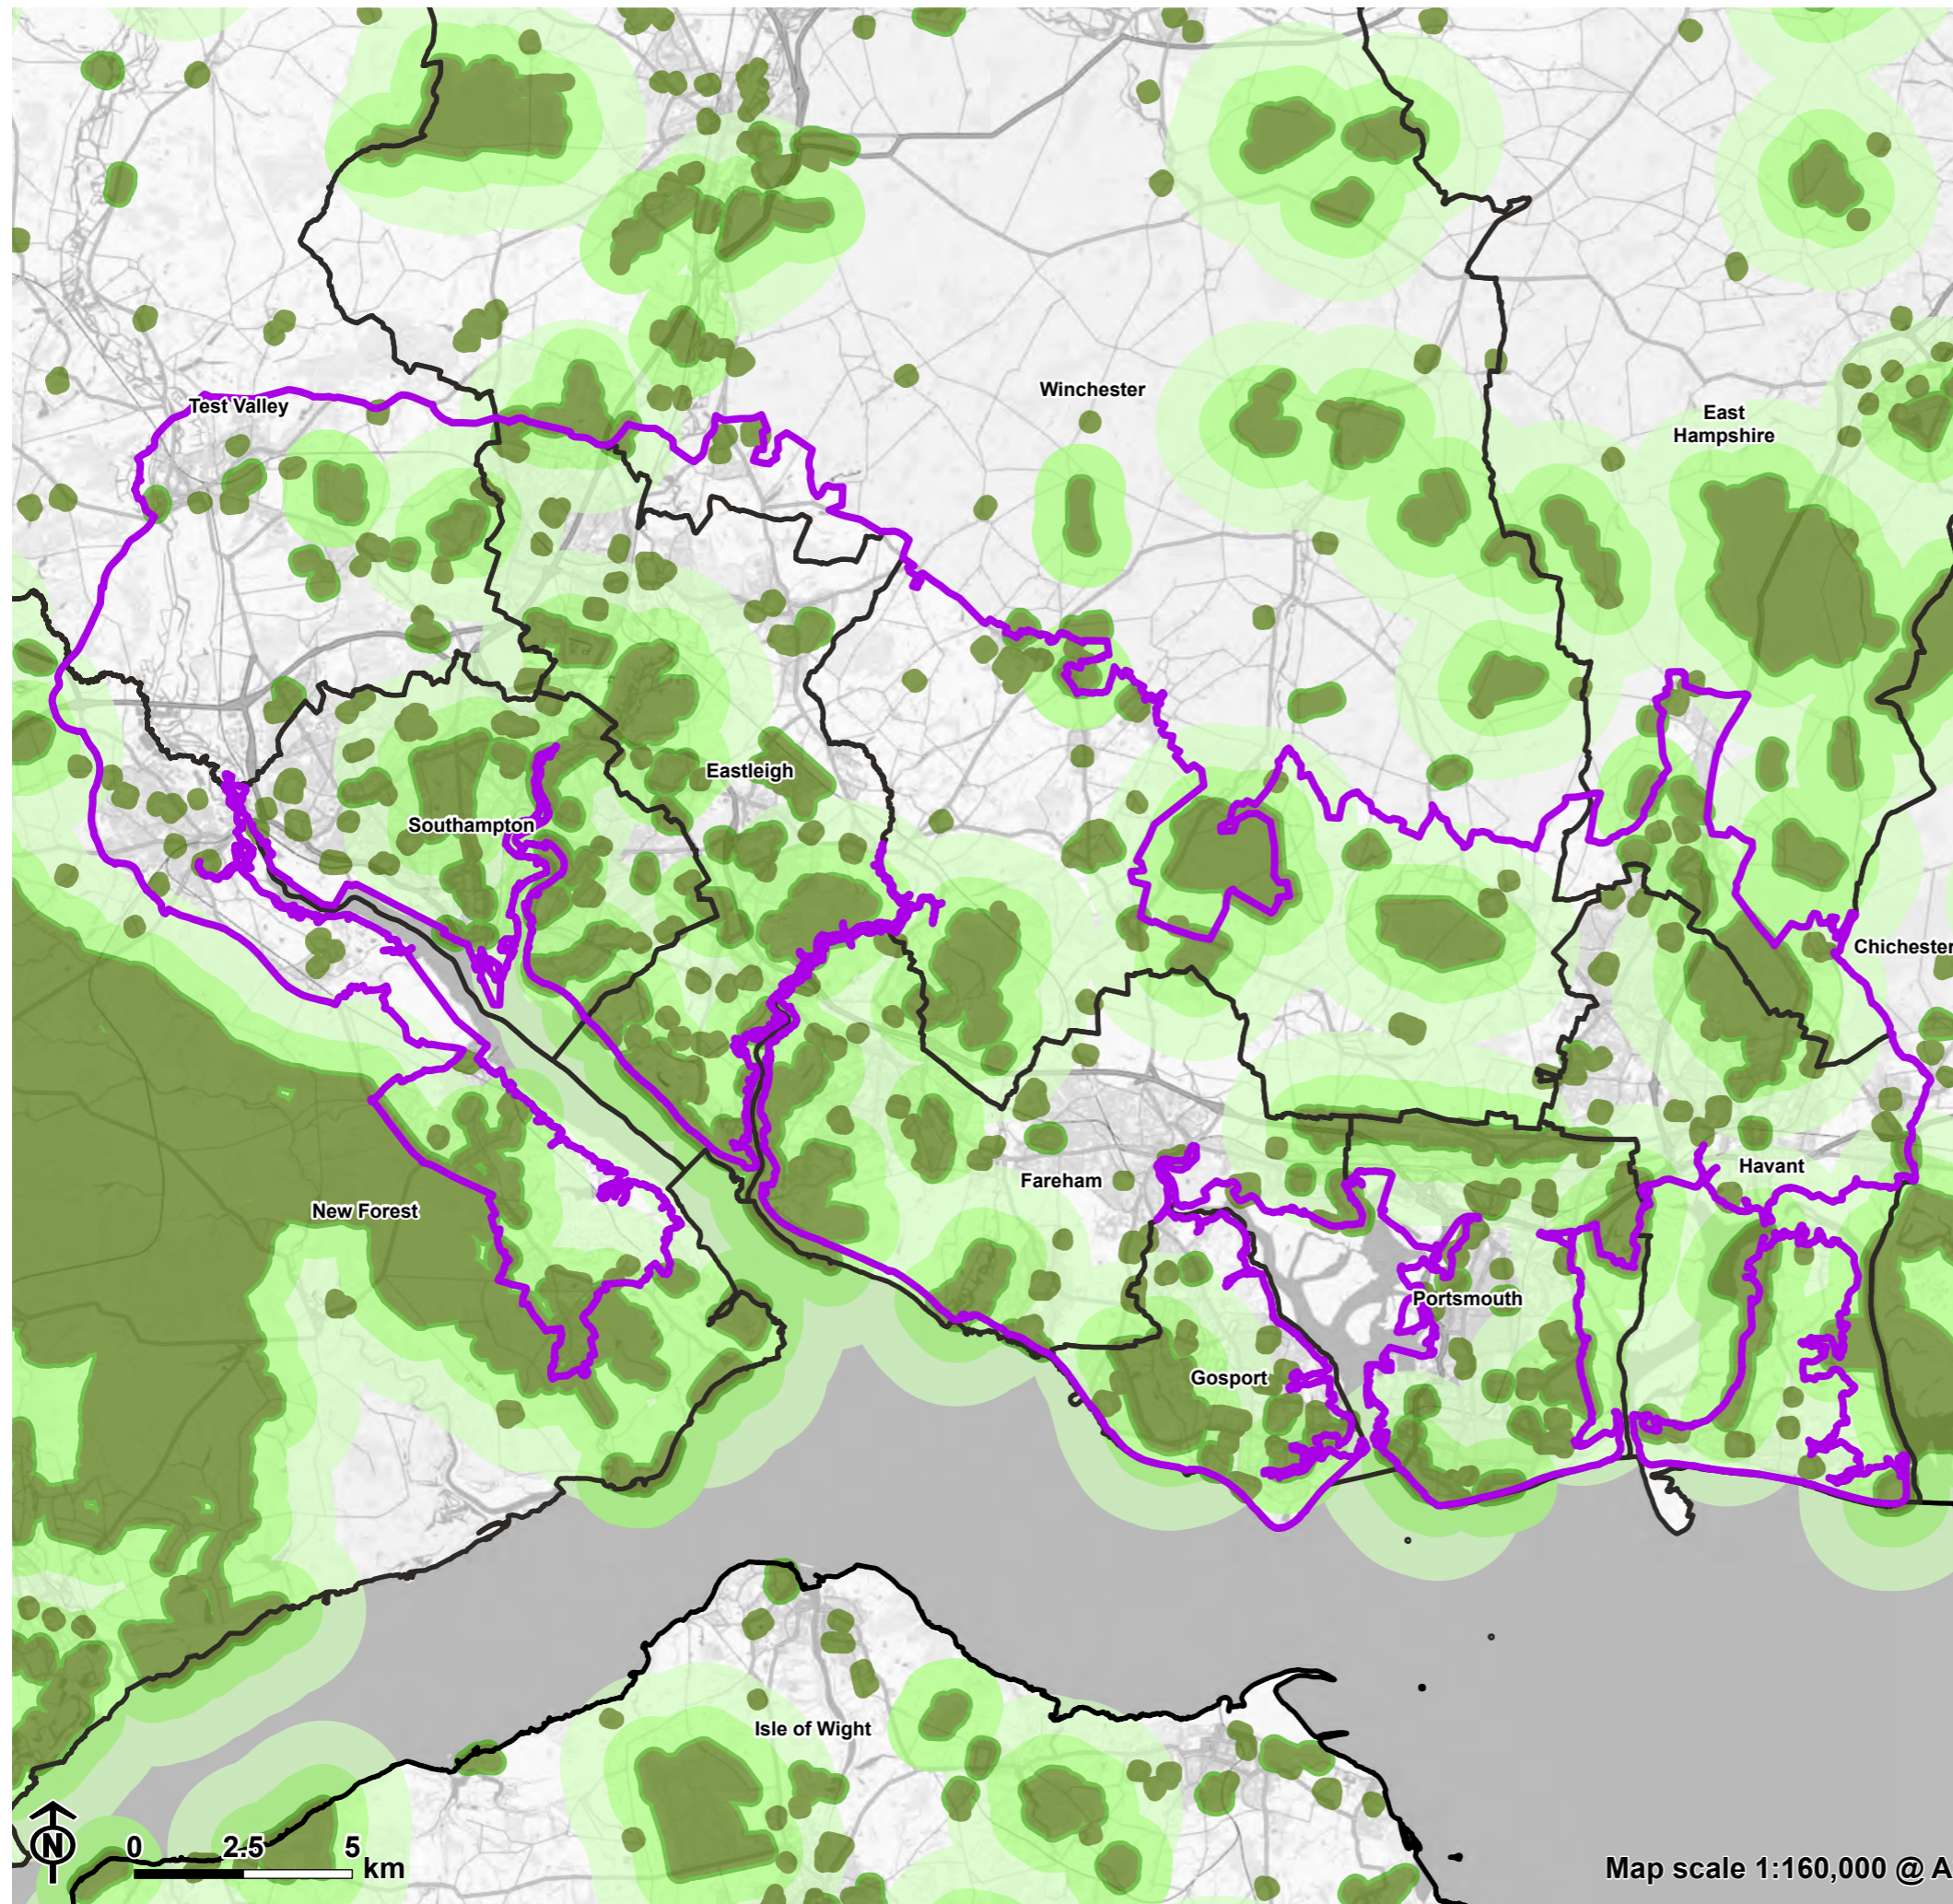 Winchester
Test Valley
East
Hampshire
Eastleigh
Southampton
Chichester
Havant
Fareham
New Forest
Portsmouth
Gosport
Isle of Wight
N
0 2.5 5
km
Map scale 1:160,000 @ A